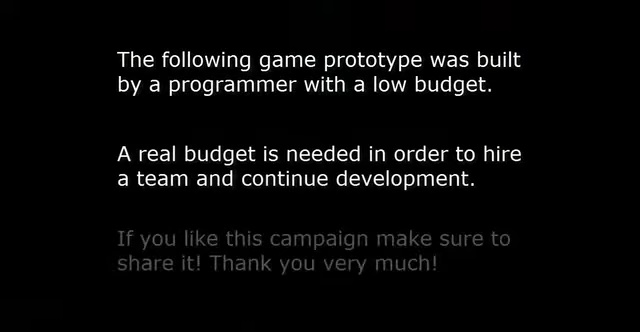 The following game prototype was built
by a programmer with a low budget.
A real budget is needed in order to hire
a team and continue development.
If you like this campaign make sure to
share it! Thank you very much!